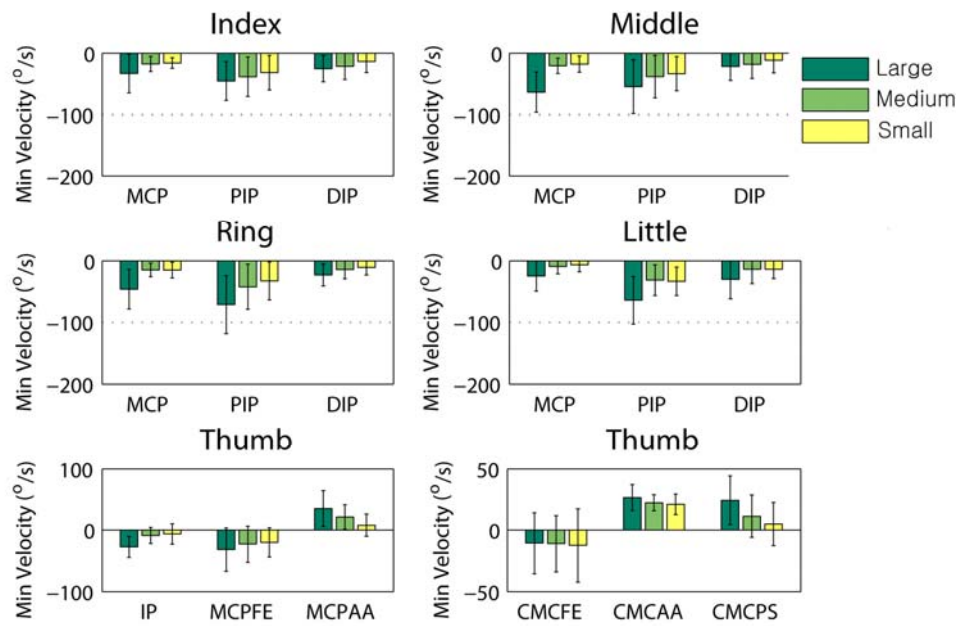 Index
Min Velocity (°/s)
0
−100
−200
MCP PIP DIP
Middle
Min Velocity (°/s)
0
−100
−200
MCP PIP DIP
Large
Medium
Small
Ring
Min Velocity (°/s)
0
−100
−200
MCP PIP DIP
Little
Min Velocity (°/s)
0
−100
−200
MCP PIP DIP
Thumb
Min Velocity (°/s)
100
0
−100
IP MCPFE MCPAA
Thumb
Min Velocity (°/s)
50
0
−50
CMCFE CMCAA CMCPS